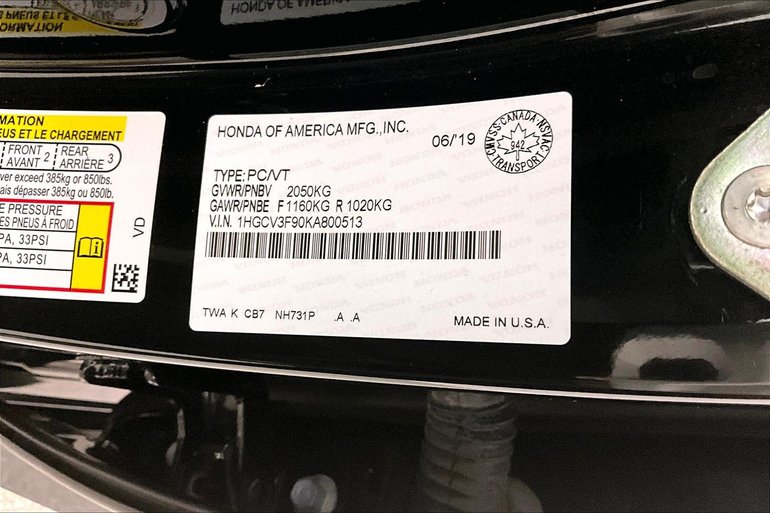 MATION
EUS ET LE CHARGEMENT
FRONT AVANT 2 REAR ARRIÈRE 3
ver exceed 385kg or 850lbs.
ais dépasser 385kg ou 850lb.
E PRESSURE
ES PNEUS À FROID
PA, 33PSI
PA, 33PSI
VD
HONDA OF AMERICA MFG.,INC.
06/'19
CMVSS·CANADA·NSVAC
942
TRANSPORT
TYPE:PC/VT
GVWR/PNBV 2050KG
GAWR/PNBE F 1160KG R 1020KG
V.I.N. 1HGCV3F90KA800513
TWA K CB7 NH731P .A .A
MADE IN U.S.A.